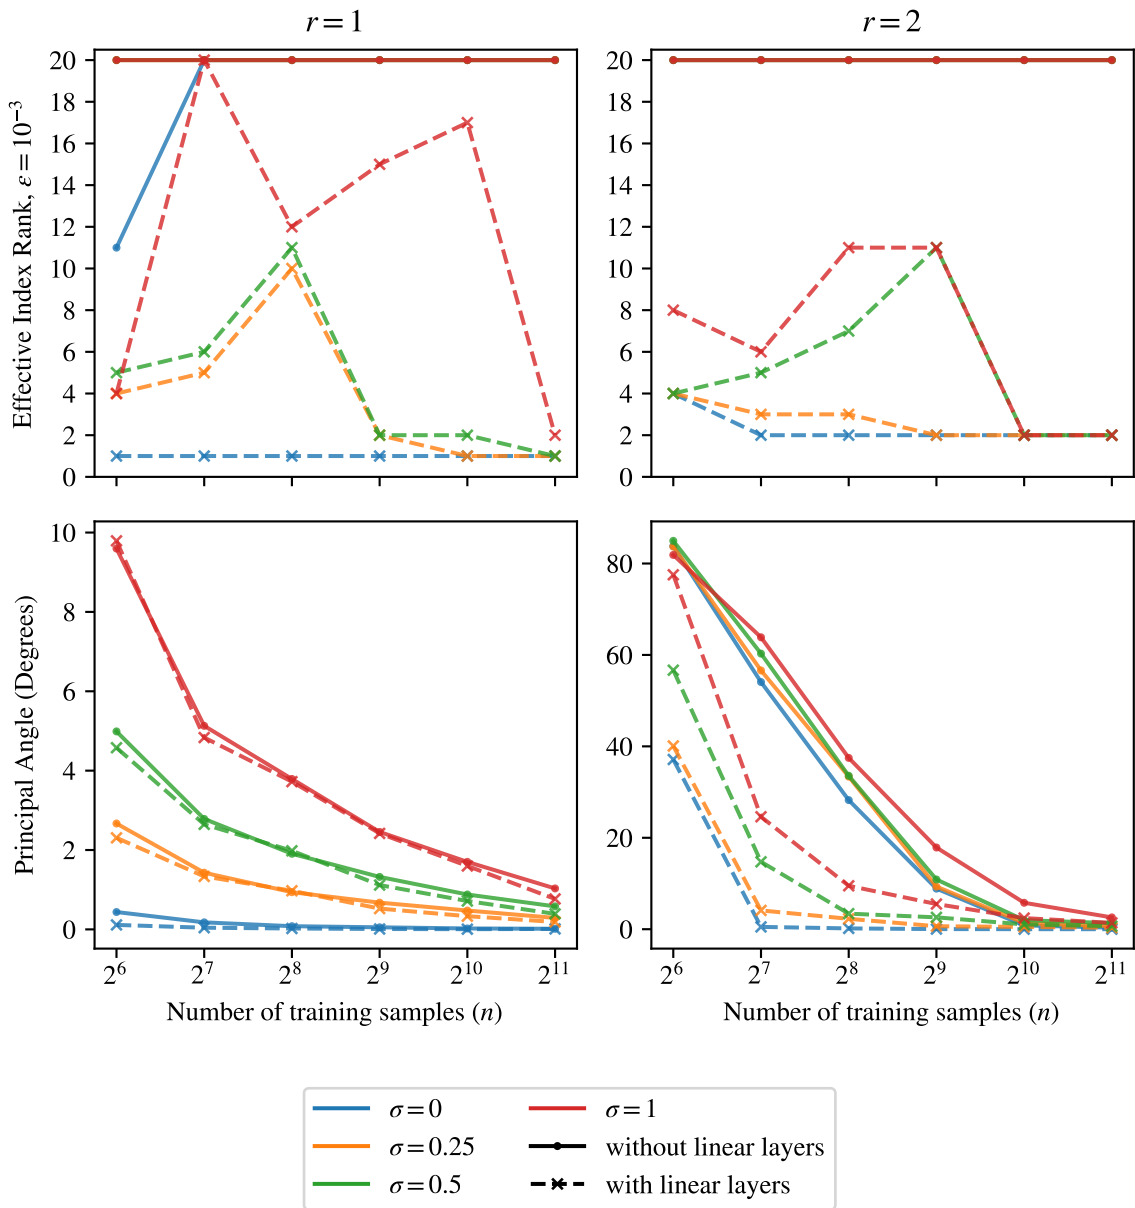 r = 1
r = 2
Effective Index Rank, ε = 10⁻³
20
18
16
14
12
10
8
6
4
2
0
20
18
16
14
12
10
8
6
4
2
0
Principal Angle (Degrees)
10
8
6
4
2
0
80
60
40
20
0
2⁶ 2⁷ 2⁸ 2⁹ 2¹⁰ 2¹¹
2⁶ 2⁷ 2⁸ 2⁹ 2¹⁰ 2¹¹
Number of training samples (n)
Number of training samples (n)
σ = 0
σ = 0.25
σ = 0.5
σ = 1
without linear layers
with linear layers